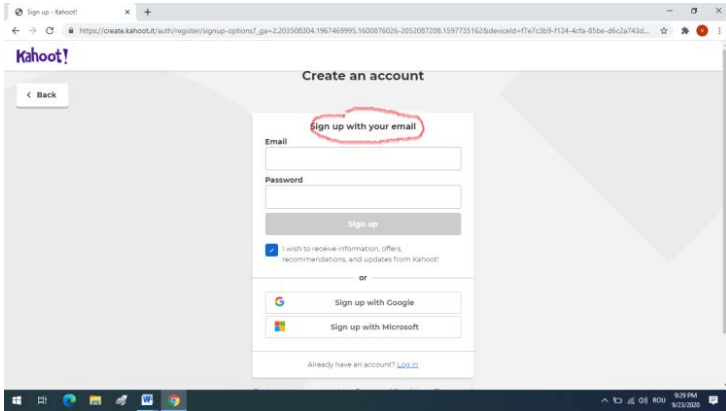 Sign up - Kahoot!
https://create.kahoot.it/auth/register/signup-options?_ga=2.203508304.1967469995.1600876026-2052087208.1597735162&deviceId=f7e7c3b9-f124-4cfa-85be-d6c2a743d...
Kahoot!
Create an account
< Back
Sign up with your email
Email
Password
Sign up
I wish to receive information, offers,
recommendations, and updates from Kahoot!
or
Sign up with Google
Sign up with Microsoft
Already have an account? Log in
ROU
9:29 PM
9/23/2020